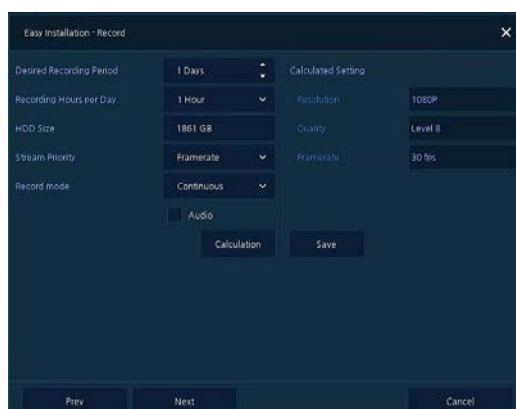 Easy Installation - Record
Desired Recording Period 1 Days
Recording Hours per Day 1 Hour
HDD Size 1861 GB
Stream Priority Framerate
Record mode Continuous
Audio
Calculation
Calculated Setting
Resolution 1080P
Quality Level 8
Framerate 30 fps
Save
Prev Next Cancel